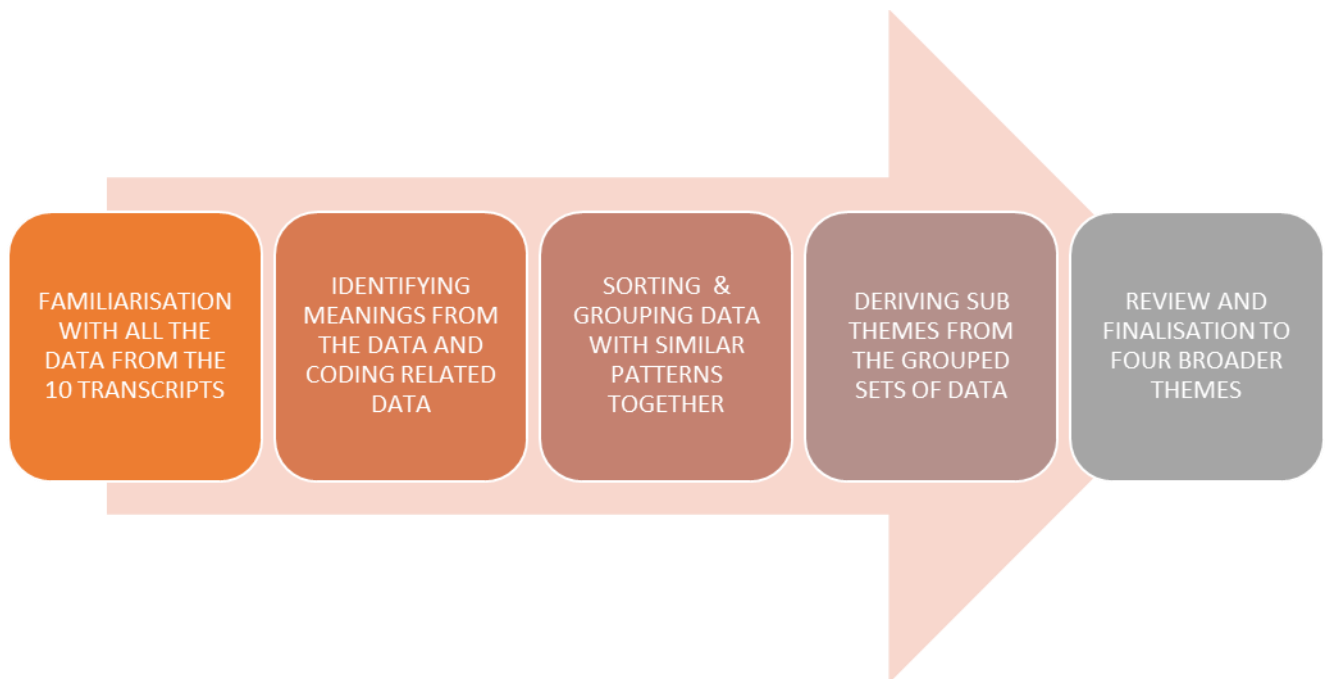 FAMILIARISATION
WITH ALL THE
DATA FROM THE
10 TRANSCRIPTS
IDENTIFYING
MEANINGS FROM
THE DATA AND
CODING RELATED
DATA
SORTING & 
GROUPING DATA
WITH SIMILAR
PATTERNS
TOGETHER
DERIVING SUB
THEMES FROM
THE GROUPED
SETS OF DATA
REVIEW AND
FINALISATION TO
FOUR BROADER
THEMES